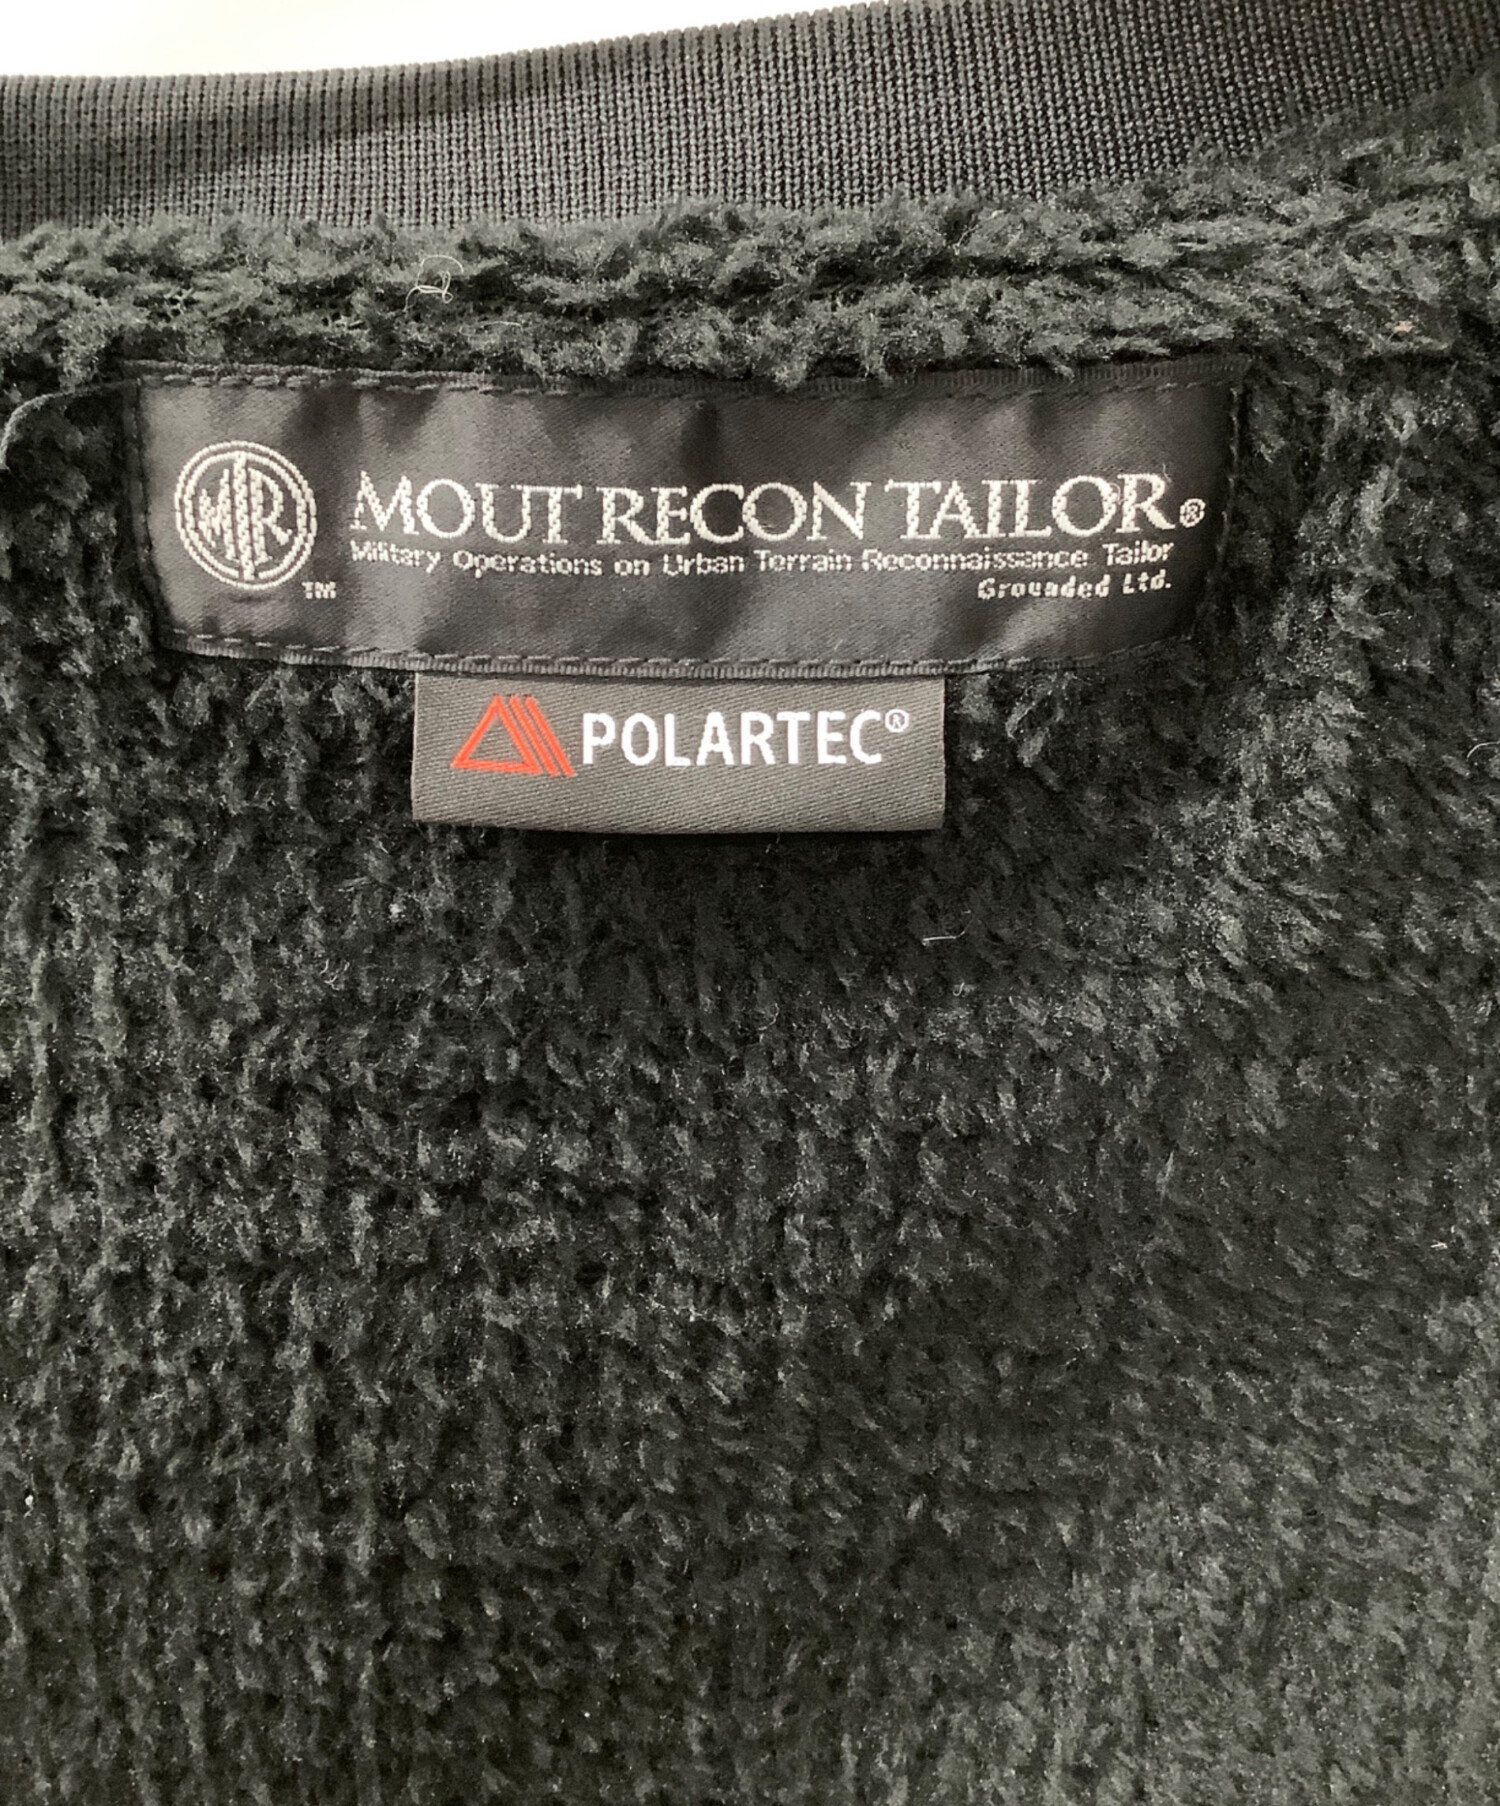 MR
TM
MOUT RECON TAILOR®
Military Operations on Urban Terrain Reconnaissance Tailor
Grounded Ltd.
POLARTEC®